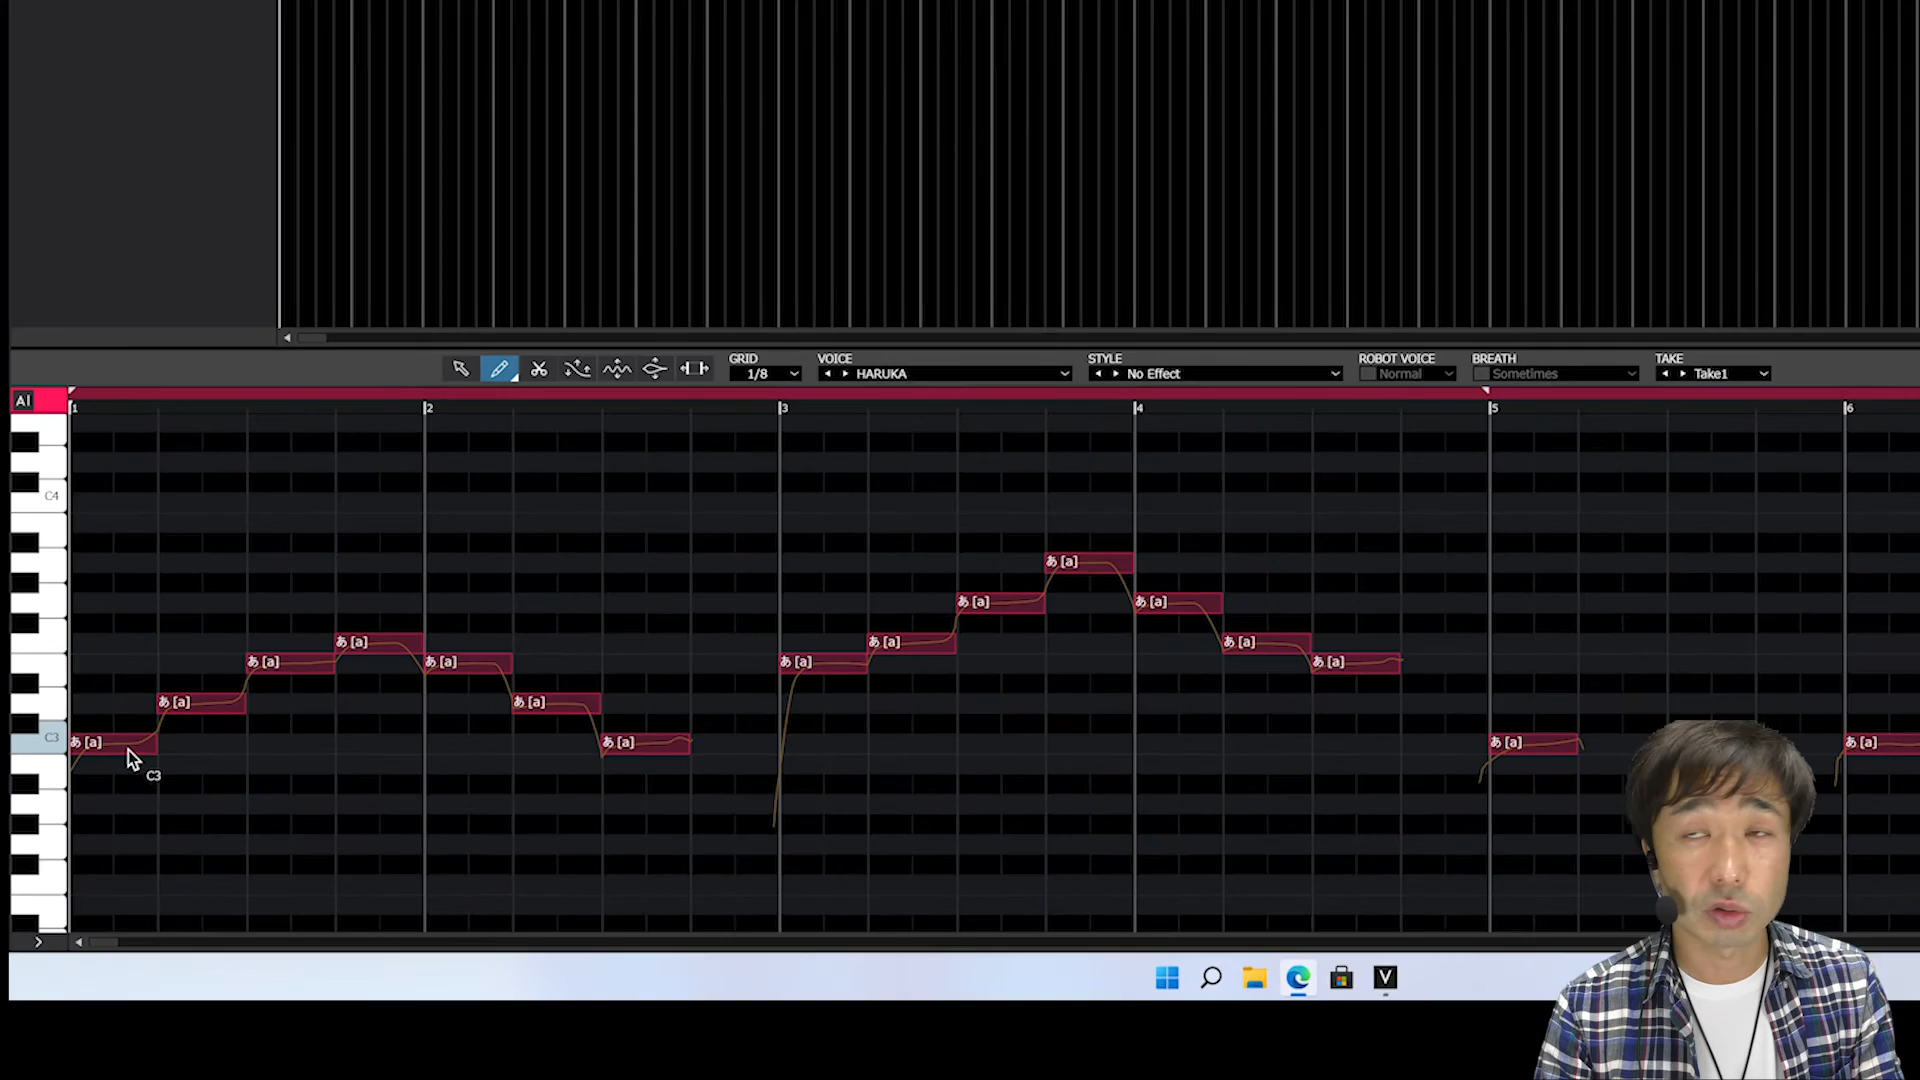 GRID VOICE STYLE ROBOT VOICE BREATH TAKE
1/8 HARUKA No Effect Normal Sometimes Take1
AI
1 2 3 4 5 6
C4
あ [a]
あ [a] あ [a]
あ [a] あ [a] あ [a]
あ [a] あ [a] あ [a] あ [a]
あ [a] あ [a]
C3
あ [a] あ [a] あ [a] あ [a]
C3
V